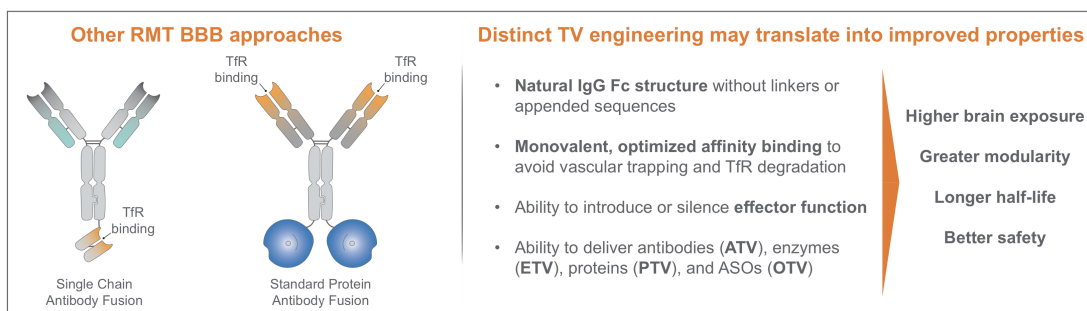 Other RMT BBB approaches
TfR
binding
TfR
binding
TfR
binding
Single Chain
Antibody Fusion
Standard Protein
Antibody Fusion
Distinct TV engineering may translate into improved properties
• Natural IgG Fc structure without linkers or
appended sequences
• Monovalent, optimized affinity binding to
avoid vascular trapping and TfR degradation
• Ability to introduce or silence effector function
• Ability to deliver antibodies (ATV), enzymes
(ETV), proteins (PTV), and ASOs (OTV)
Higher brain exposure
Greater modularity
Longer half-life
Better safety